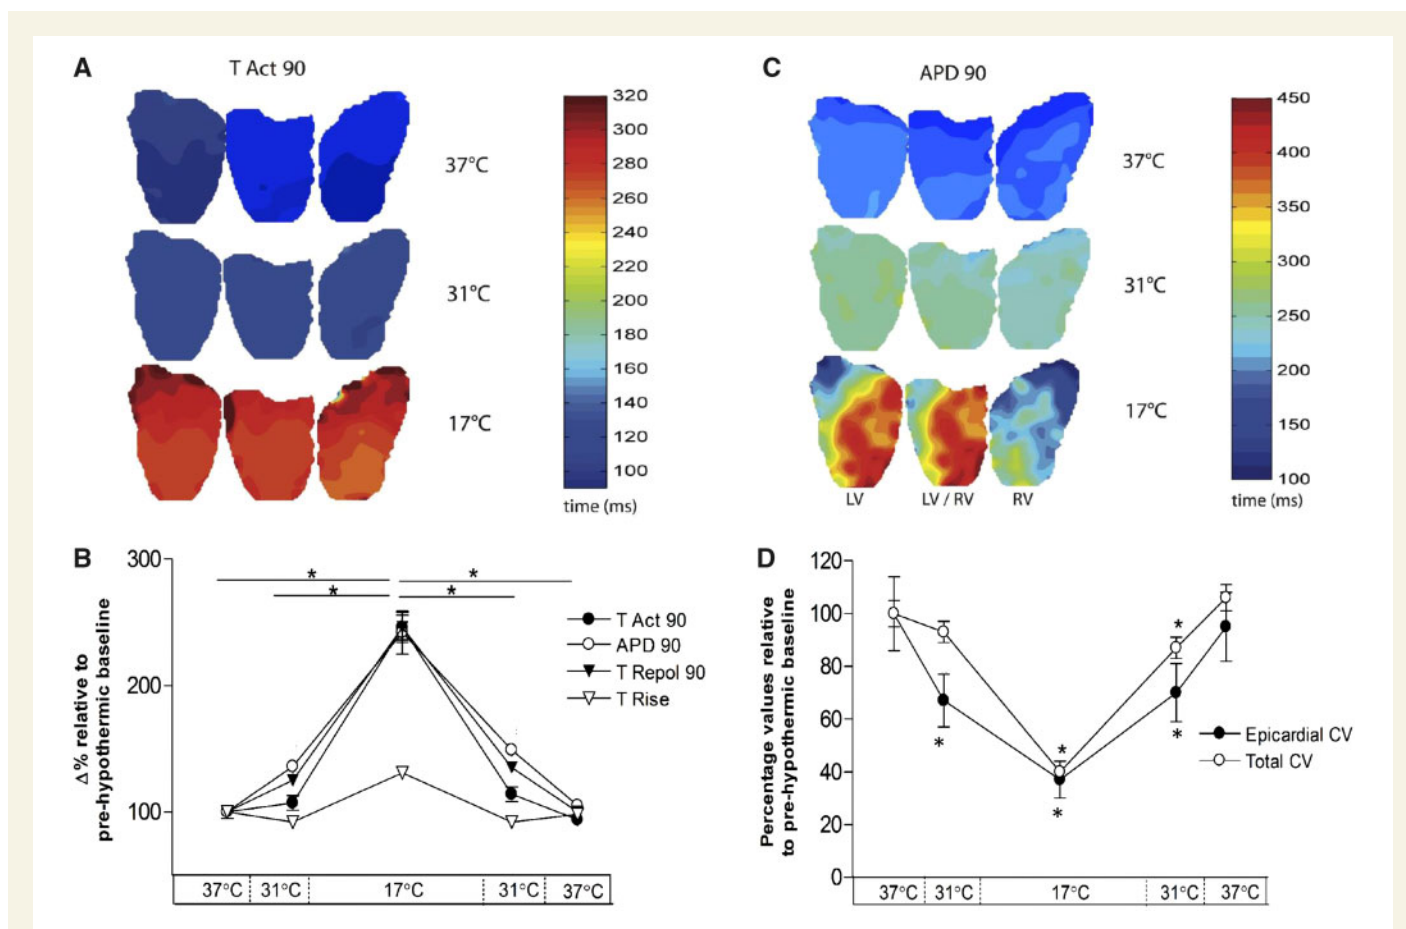 A
T Act 90
37°C
31°C
17°C
320
300
280
260
240
220
200
180
160
140
120
100
time (ms)
C
APD 90
37°C
31°C
17°C
450
400
350
300
250
200
150
100
time (ms)
LV
LV / RV
RV
B
Δ% relative to
pre-hypothermic baseline
300
200
100
*
*
*
*
T Act 90
APD 90
T Repol 90
T Rise
37°C 31°C 17°C 31°C 37°C
D
Percentage values relative
to pre-hypothermic baseline
120
100
80
60
40
20
0
*
*
*
*
*
Epicardial CV
Total CV
37°C 31°C 17°C 31°C 37°C